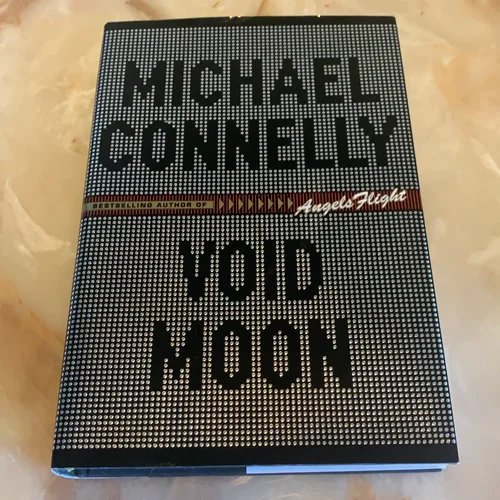 MICHAEL
CONNELLY
BESTSELLING AUTHOR OF Angels Flight
VOID
MOON